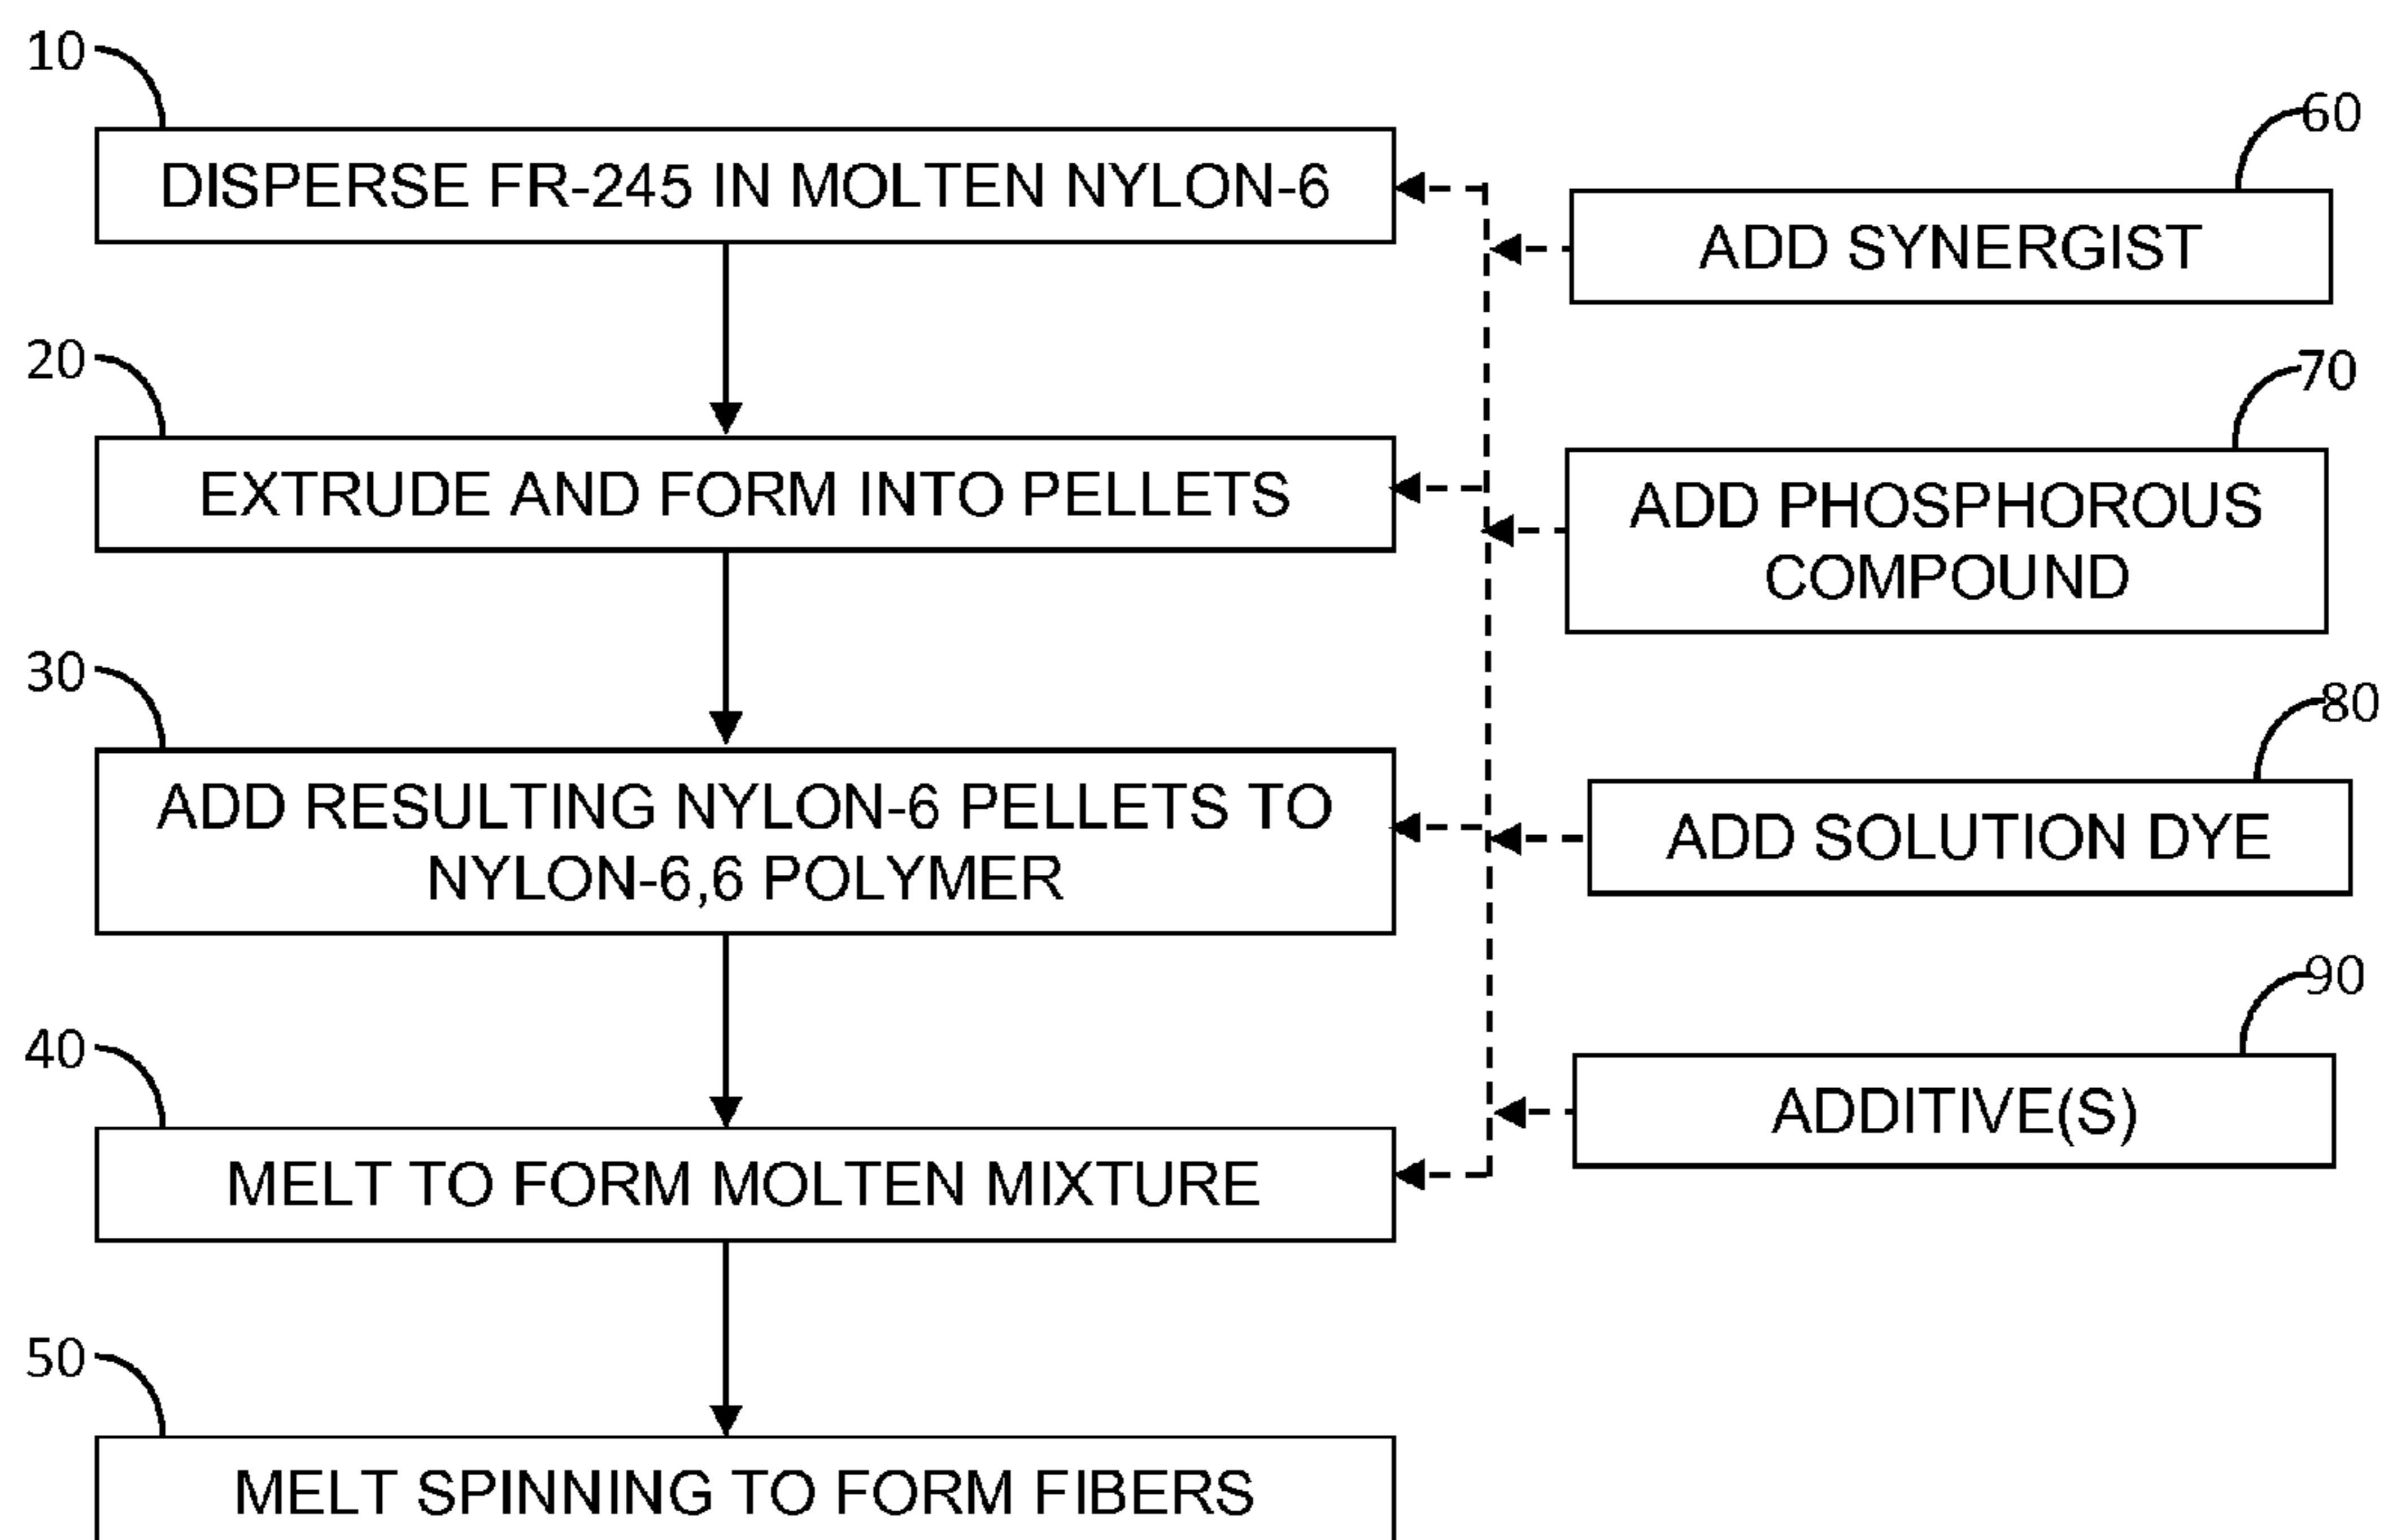 10
DISPERSE FR-245 IN MOLTEN NYLON-6
60
ADD SYNERGIST
20
EXTRUDE AND FORM INTO PELLETS
70
ADD PHOSPHOROUS
COMPOUND
30
ADD RESULTING NYLON-6 PELLETS TO
NYLON-6,6 POLYMER
80
ADD SOLUTION DYE
40
MELT TO FORM MOLTEN MIXTURE
90
ADDITIVE(S)
50
MELT SPINNING TO FORM FIBERS